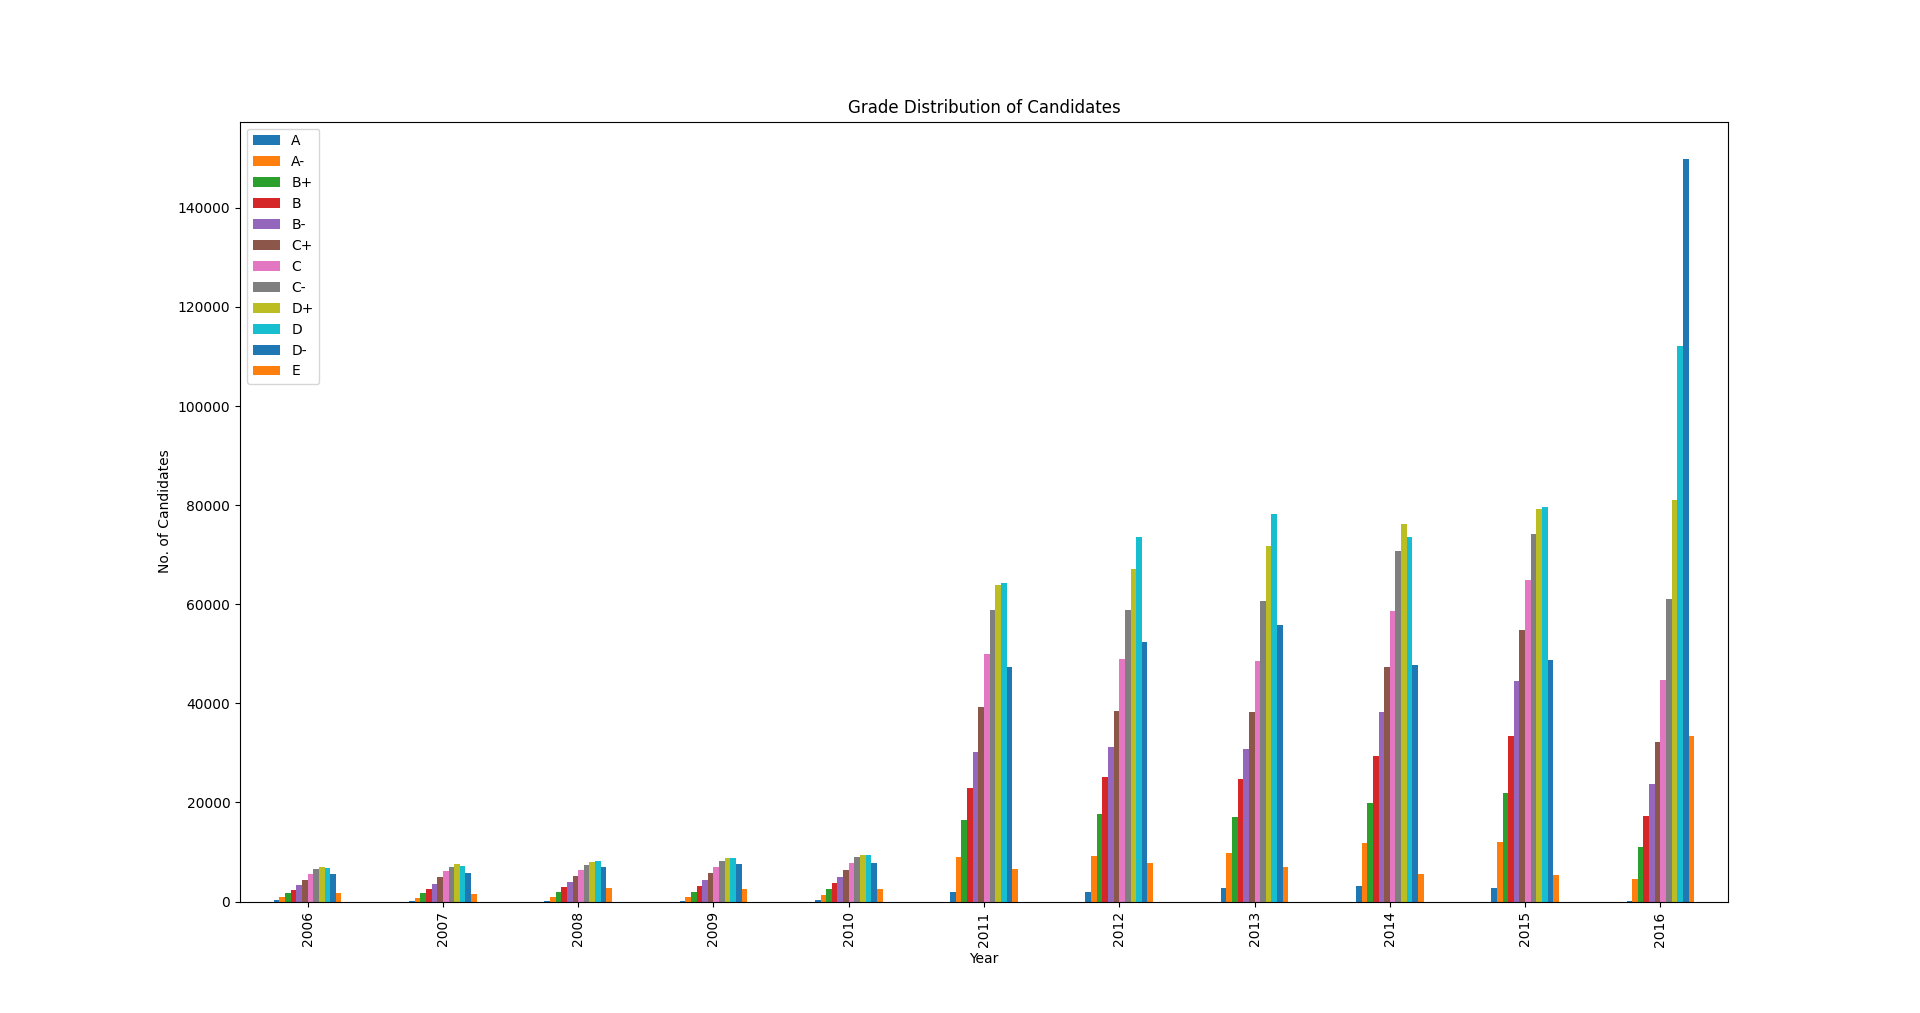 Grade Distribution of Candidates
A
A-
B+
B
B-
C+
C
C-
D+
D
D-
E
140000
120000
100000
80000
60000
40000
20000
0
No. of Candidates
2006
2007
2008
2009
2010
2011
2012
2013
2014
2015
2016
Year